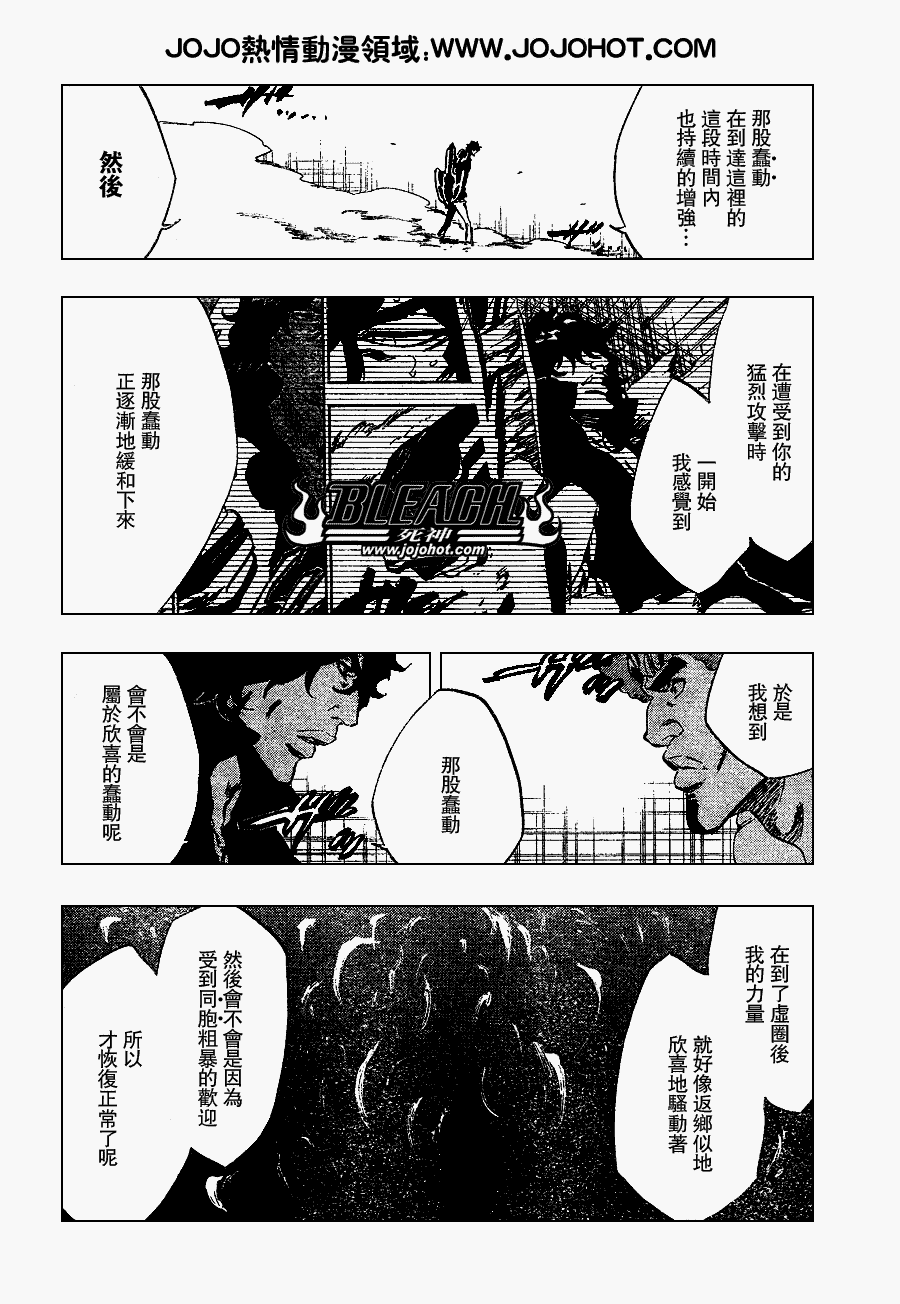 JOJO熱情動漫領域:WWW.JOJOHOT.COM
那股蠢動
在到達這裡的
這段時間內
也持續的增強…
然後
在遭受到你的
猛烈攻擊時
一開始
我感覺到
那股蠢動
正逐漸地緩和下來
BLEACH
死神
www.jojohot.com
於是
我想到
那股蠢動
會不會是
屬於欣喜的蠢動呢
在到了虛圈後
我的力量
就好像返鄉似地
欣喜地騷動著
然後會不會是因為
受到同胞粗暴的歡迎
所以
才恢復正常了呢